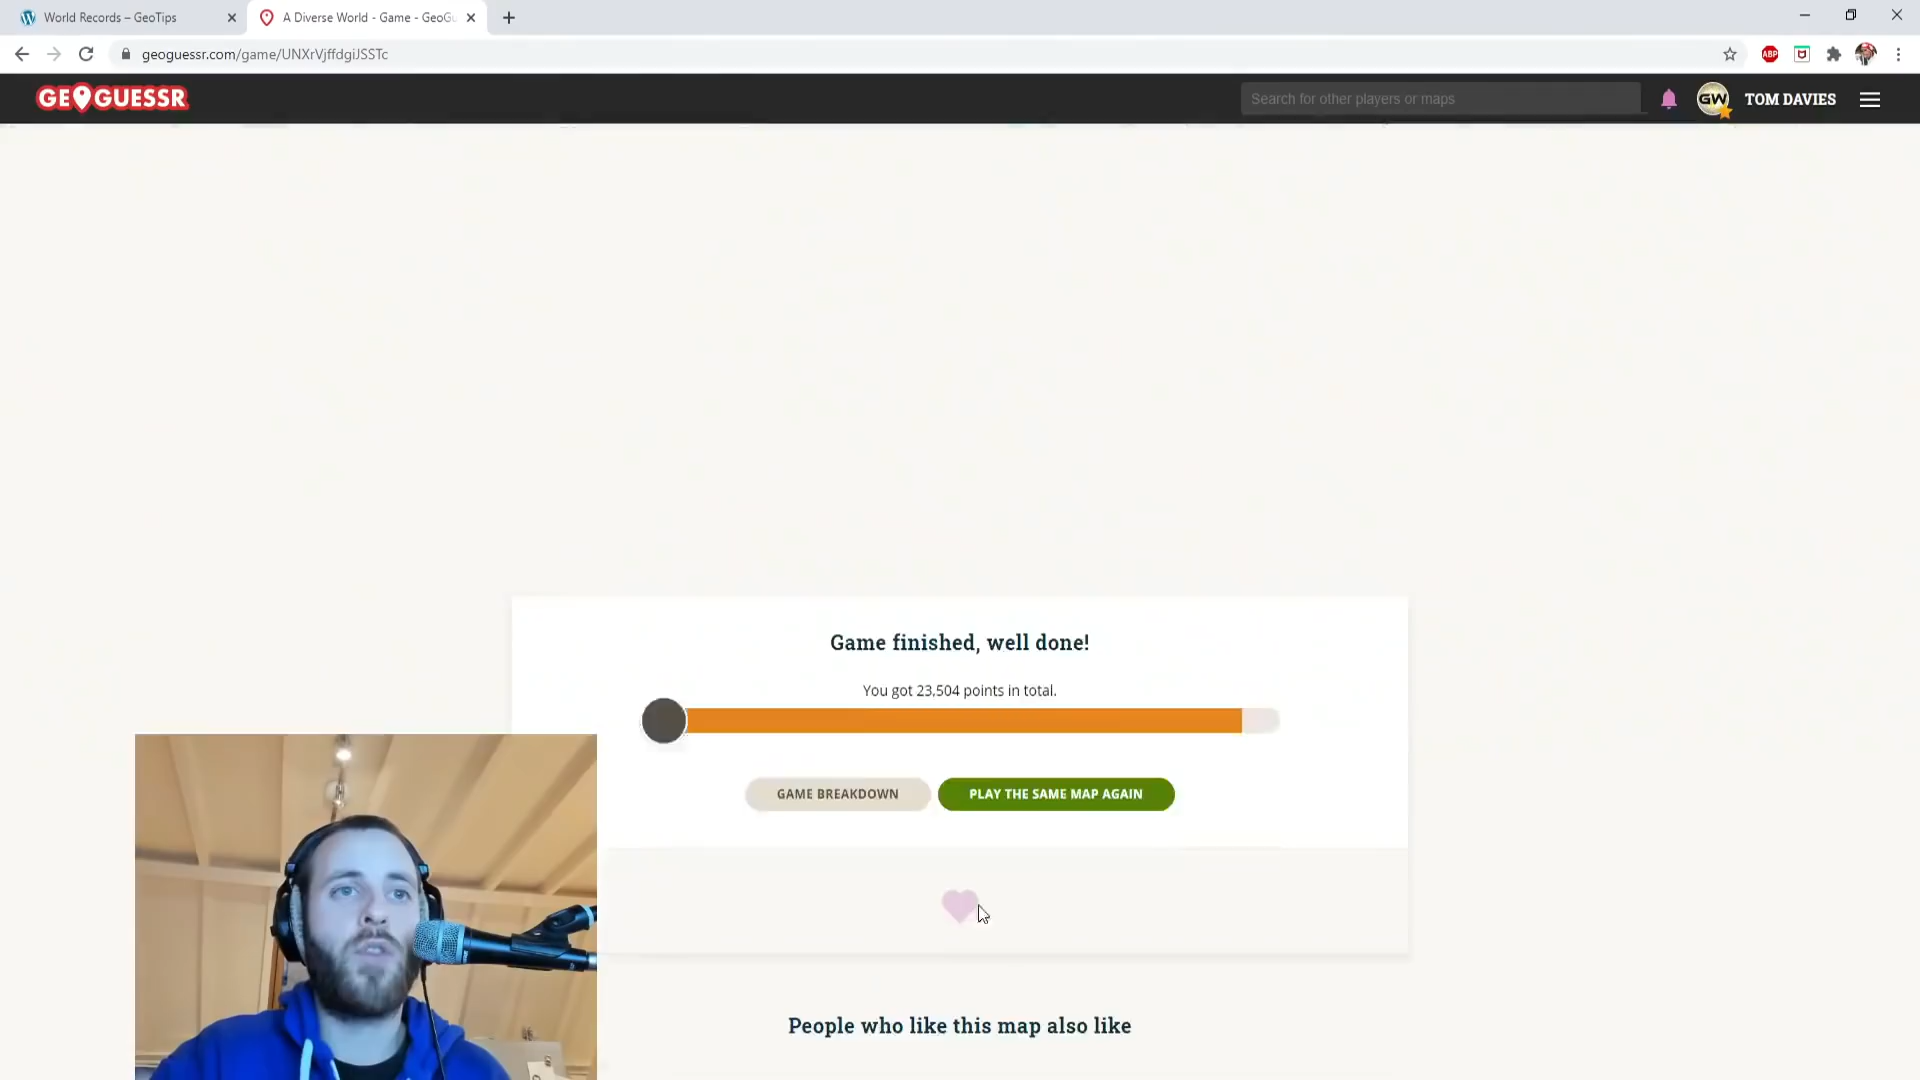 World Records – GeoTips
A Diverse World - Game - GeoGu
geoguessr.com/game/UNXrVjffdgiJSSTc
ABP
GEOGUESSR
Search for other players or maps
GW
TOM DAVIES
Game finished, well done!
You got 23,504 points in total.
GAME BREAKDOWN
PLAY THE SAME MAP AGAIN
People who like this map also like